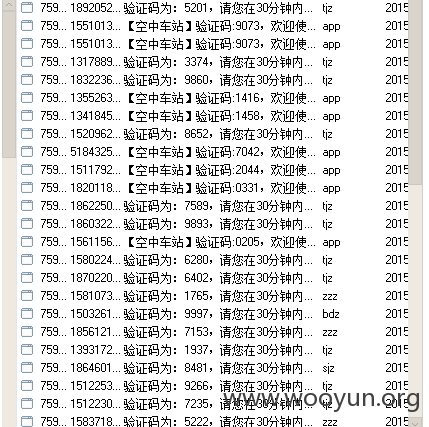 759... 1892052... 验证码为：5201，请您在30分钟内... tjz 2015
759... 1551013... 【空中车站】验证码:9073，欢迎使... app 2015
759... 1551013... 【空中车站】验证码:9073，欢迎使... app 2015
759... 1317889... 验证码为：3374，请您在30分钟内... tjz 2015
759... 1832236... 验证码为：9860，请您在30分钟内... tjz 2015
759... 1355263... 【空中车站】验证码:1416，欢迎使... app 2015
759... 1341845... 【空中车站】验证码:1458，欢迎使... app 2015
759... 1520962... 验证码为：8652，请您在30分钟内... tjz 2015
759... 5184325... 【空中车站】验证码:7042，欢迎使... app 2015
759... 1511792... 【空中车站】验证码:2044，欢迎使... app 2015
759... 1820118... 【空中车站】验证码:0331，欢迎使... app 2015
759... 1862250... 验证码为：7589，请您在30分钟内... tjz 2015
759... 1860322... 验证码为：9893，请您在30分钟内... tjz 2015
759... 1561156... 【空中车站】验证码:0205，欢迎使... app 2015
759... 1580224... 验证码为：6280，请您在30分钟内... tjz 2015
759... 1870220... 验证码为：6402，请您在30分钟内... tjz 2015
759... 1581073... 验证码为：1765，请您在30分钟内... zzz 2015
759... 1503261... 验证码为：9997，请您在30分钟内... bdz 2015
759... 1856121... 验证码为：7153，请您在30分钟内... zzz 2015
759... 1393172... 验证码为：1937，请您在30分钟内... tjz 2015
759... 1864601... 验证码为：8481，请您在30分钟内... sjz 2015
759... 1512253... 验证码为：9266，请您在30分钟内... tjz 2015
www.wooyun.org
759... 1512230... 验证码为：7235，请您在30分钟内... tjz 2015
759... 1583718... 验证码为：5222，请您在30分钟内... zzz 2015